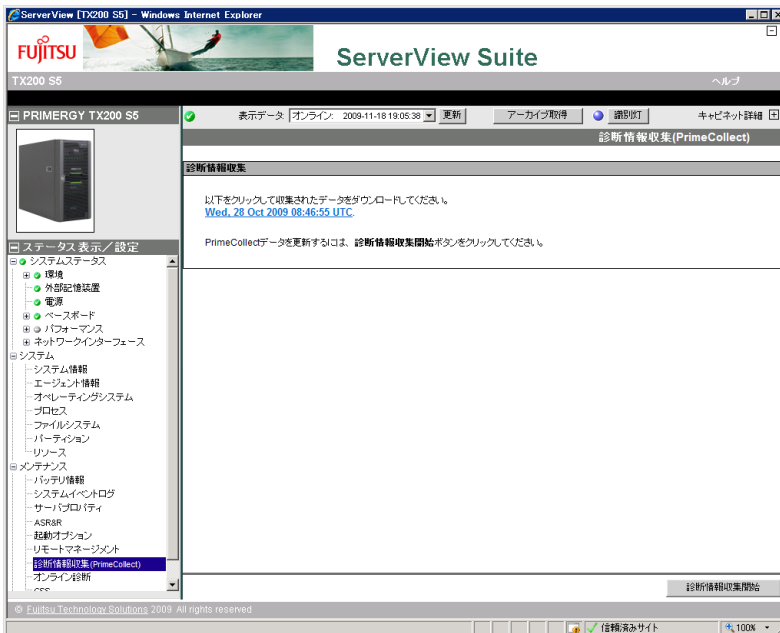 ServerView [TX200 S5] - Windows Internet Explorer
FUJITSU
ServerView Suite
TX200 S5
ヘルプ
PRIMERGY TX200 S5
表示データ: オンライン: 2009-11-18 19:05:38 更新 アーカイブ取得 識別灯 キャビネット詳細
診断情報収集(PrimeCollect)
診断情報収集
以下をクリックして収集されたデータをダウンロードしてください。
Wed, 28 Oct 2009 08:46:55 UTC.
PrimeCollectデータを更新するには、診断情報収集開始ボタンをクリックしてください。
ステータス表示/設定
システムステータス
環境
外部記憶装置
電源
ベースボード
パフォーマンス
ネットワークインターフェース
システム
システム情報
エージェント情報
オペレーティングシステム
プロセス
ファイルシステム
パーティション
リソース
メンテナンス
バッテリ情報
システムイベントログ
サーバプロパティ
ASR&R
起動オプション
リモートマネージメント
診断情報収集(PrimeCollect)
オンライン診断
CSS
診断情報収集開始
© Fujitsu Technology Solutions 2009 All rights reserved
信頼済みサイト
100%